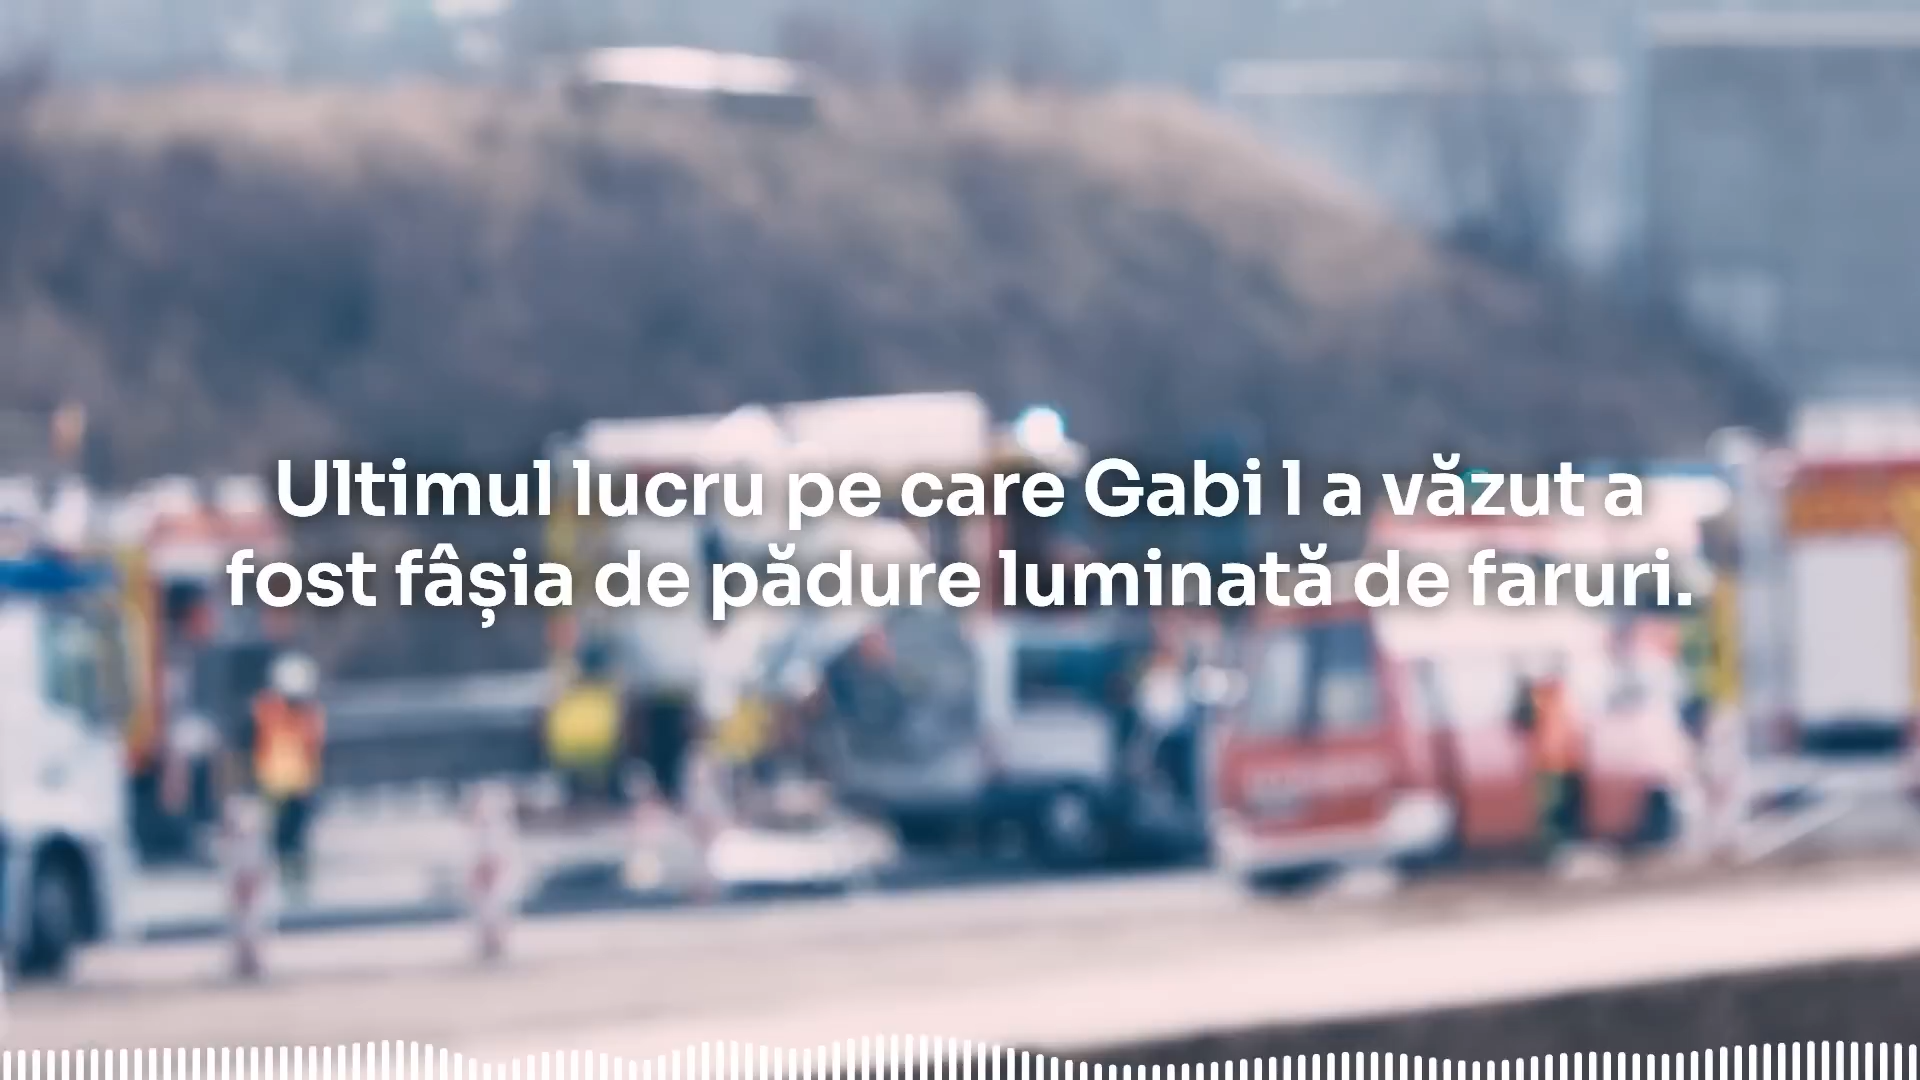 Ultimul lucru pe care Gabi l a văzut a
fost fâșia de pădure luminată de faruri.